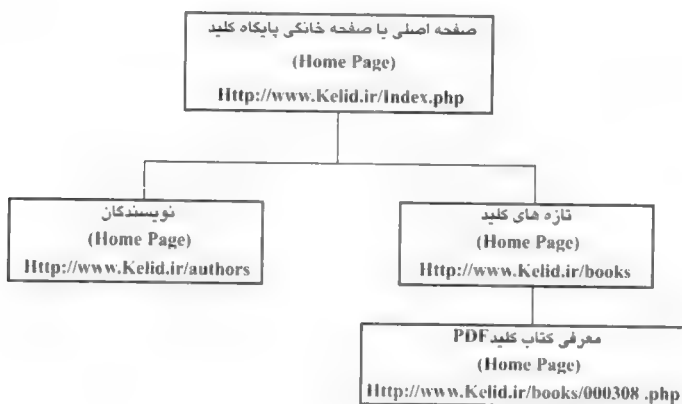 صفحه اصلی یا صفحه خانگی پایگاه کلید
(Home Page)
Http://www.Kelid.ir/Index.php
تازه های کلید
(Home Page)
Http://www.Kelid.ir/books
نویسندگان
(Home Page)
Http://www.Kelid.ir/authors
معرفی کتاب کلید PDF
(Home Page)
Http://www.Kelid.ir/books/000308 .php